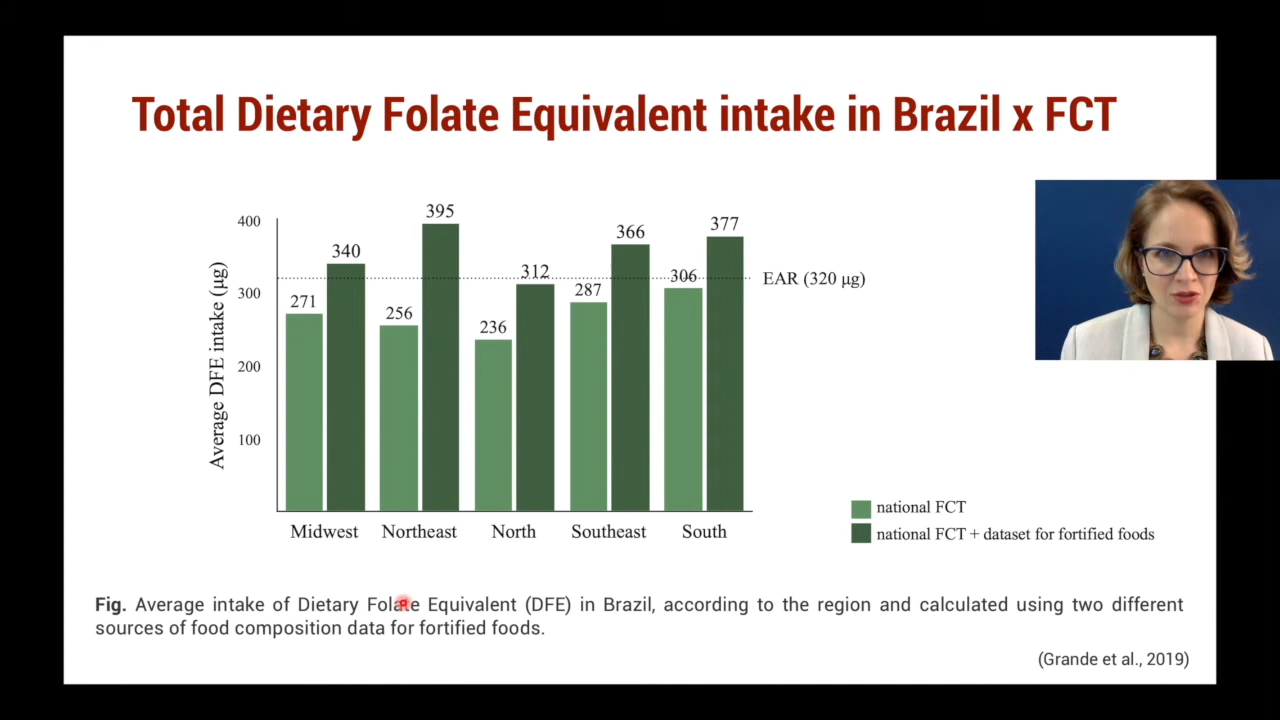 Total Dietary Folate Equivalent intake in Brazil x FCT
Average DFE intake (µg)
400
300
200
100
271
340
256
395
236
312
287
366
306
377
EAR (320 µg)
Midwest
Northeast
North
Southeast
South
national FCT
national FCT + dataset for fortified foods
Fig. Average intake of Dietary Folate Equivalent (DFE) in Brazil, according to the region and calculated using two different
sources of food composition data for fortified foods.
(Grande et al., 2019)